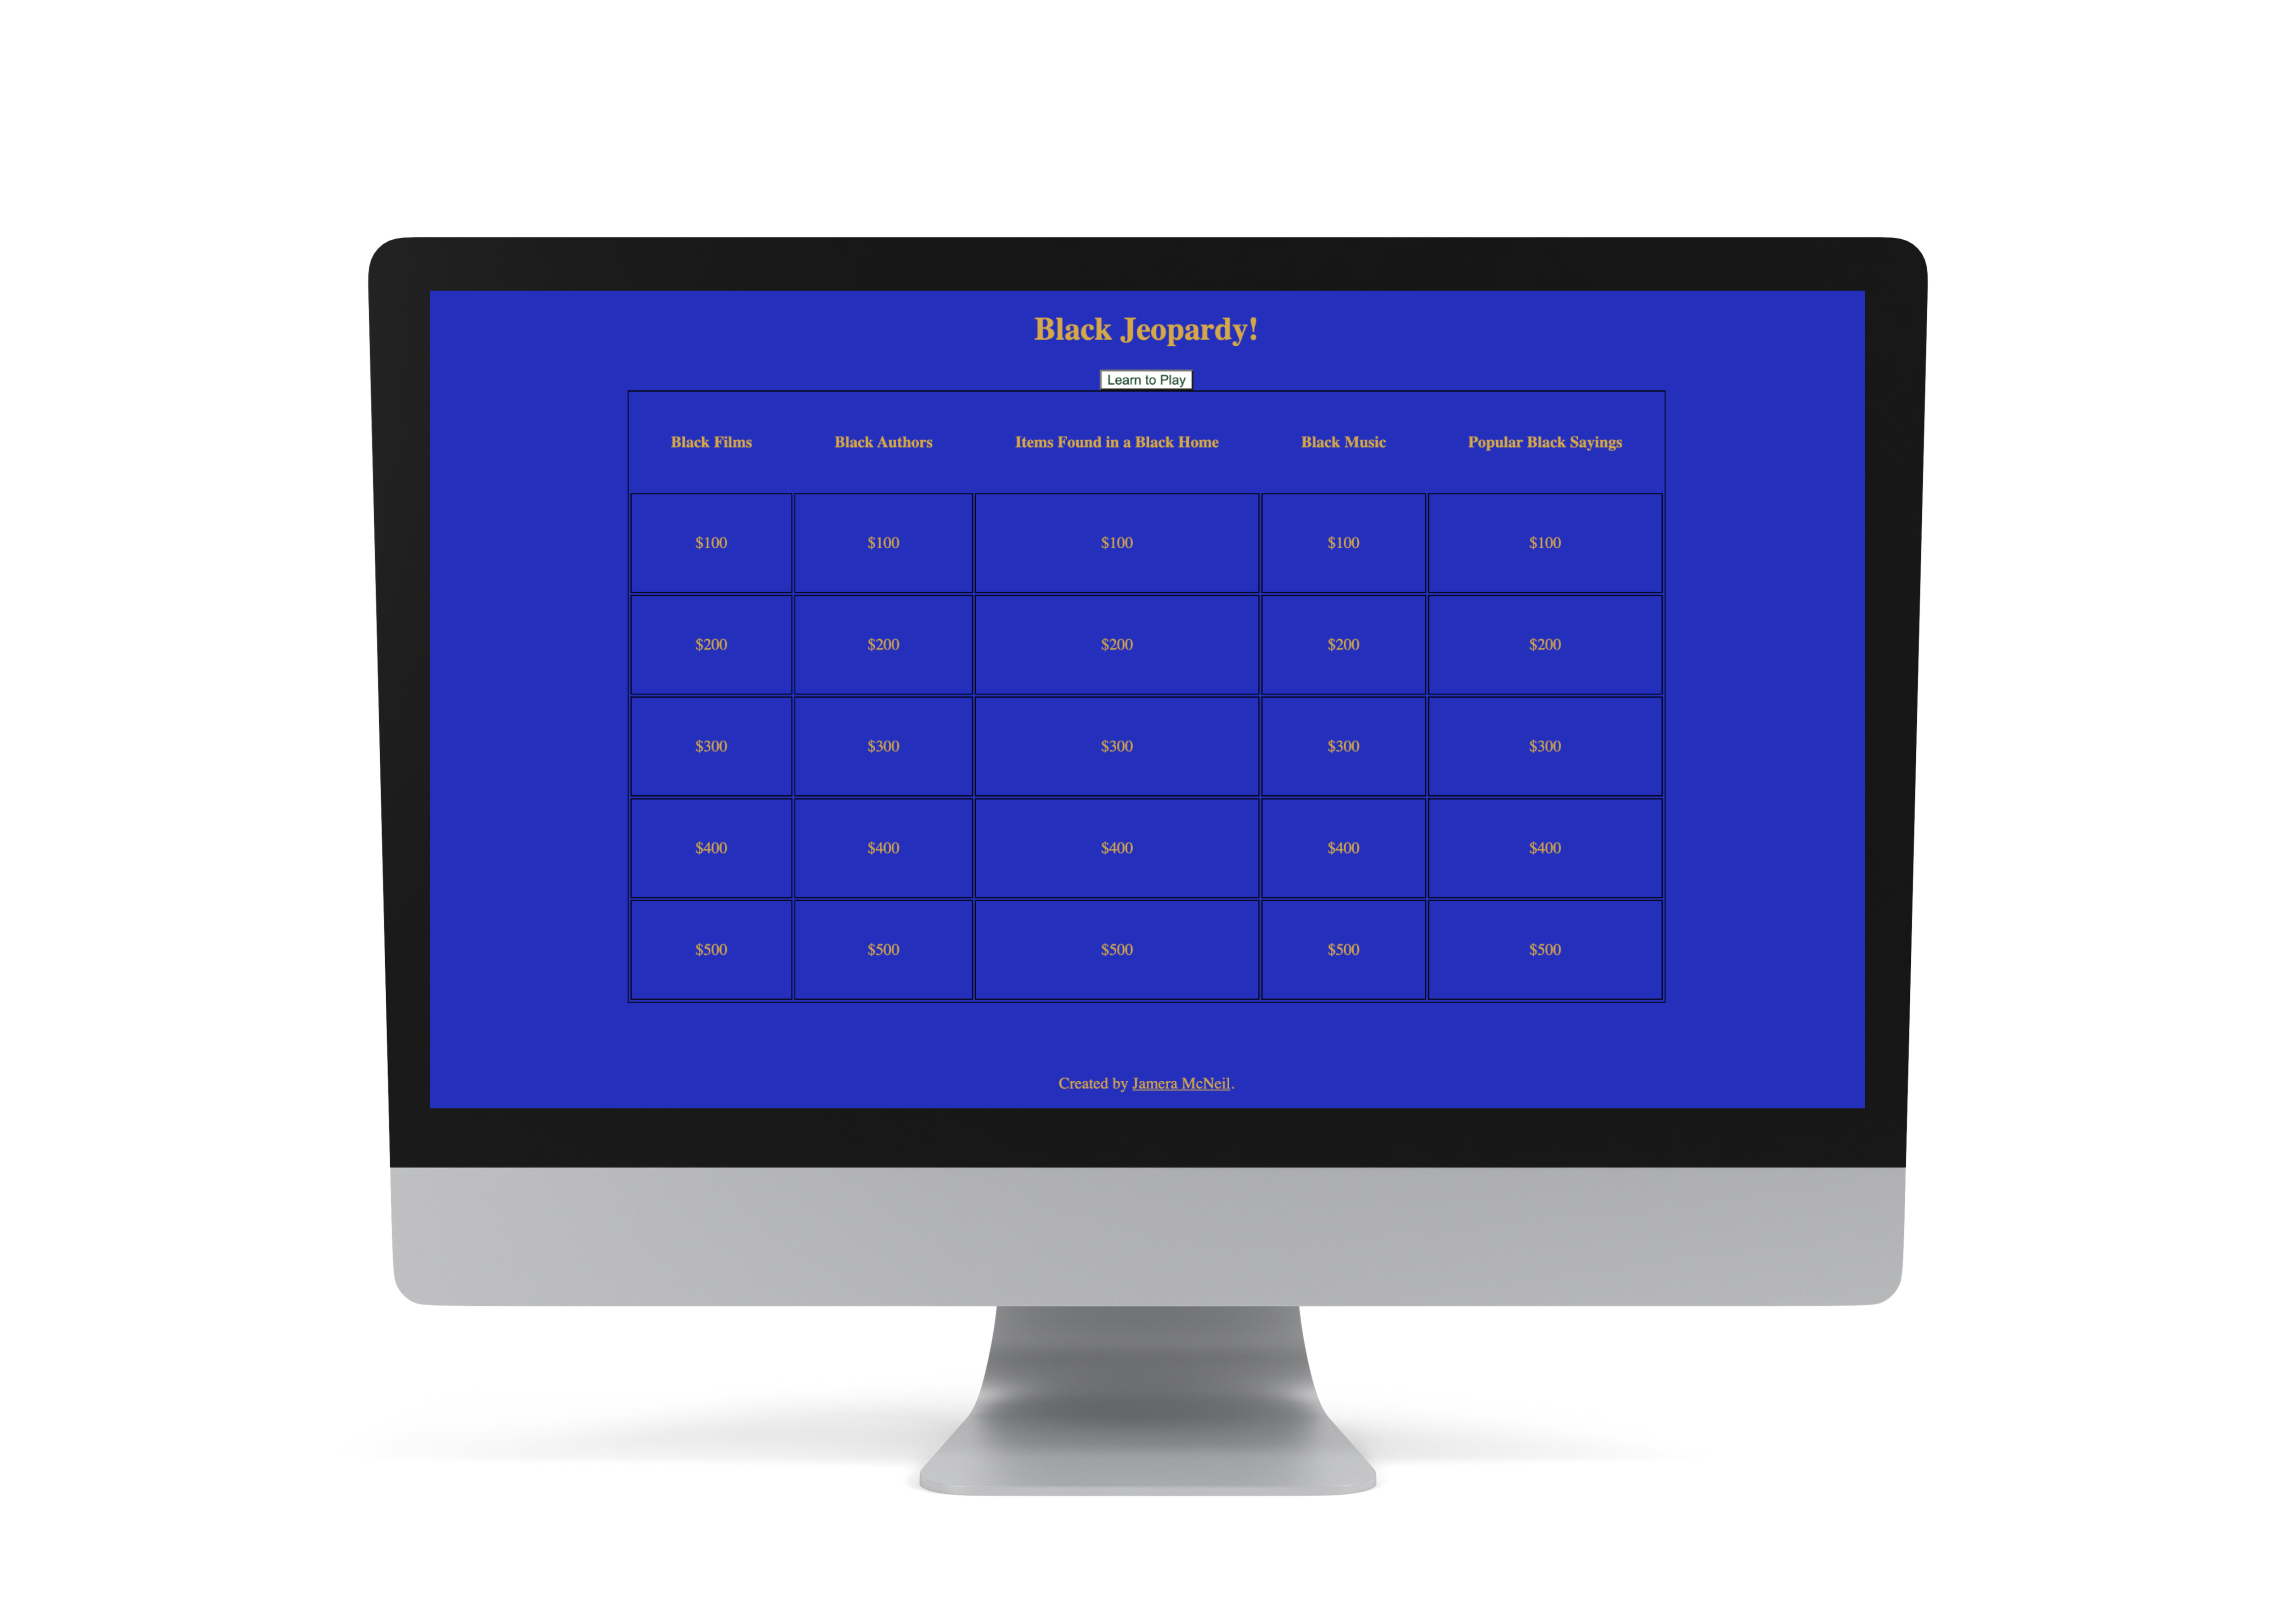 Black Jeopardy!
Learn to Play
Black Films Black Authors Items Found in a Black Home Black Music Popular Black Sayings
$100 $100 $100 $100 $100
$200 $200 $200 $200 $200
$300 $300 $300 $300 $300
$400 $400 $400 $400 $400
$500 $500 $500 $500 $500
Created by Jamera McNeil.